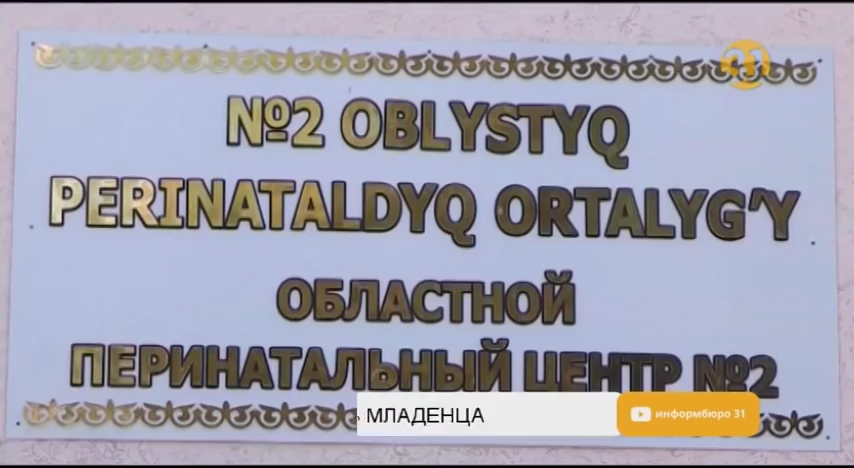 31
№2 OBLYSTYQ
PERINATALDYQ ORTALYG'Y
ОБЛАСТНОЙ
ПЕРИНАТАЛЬНЫЙ ЦЕНТР №2
МЛАДЕНЦА
информбюро 31